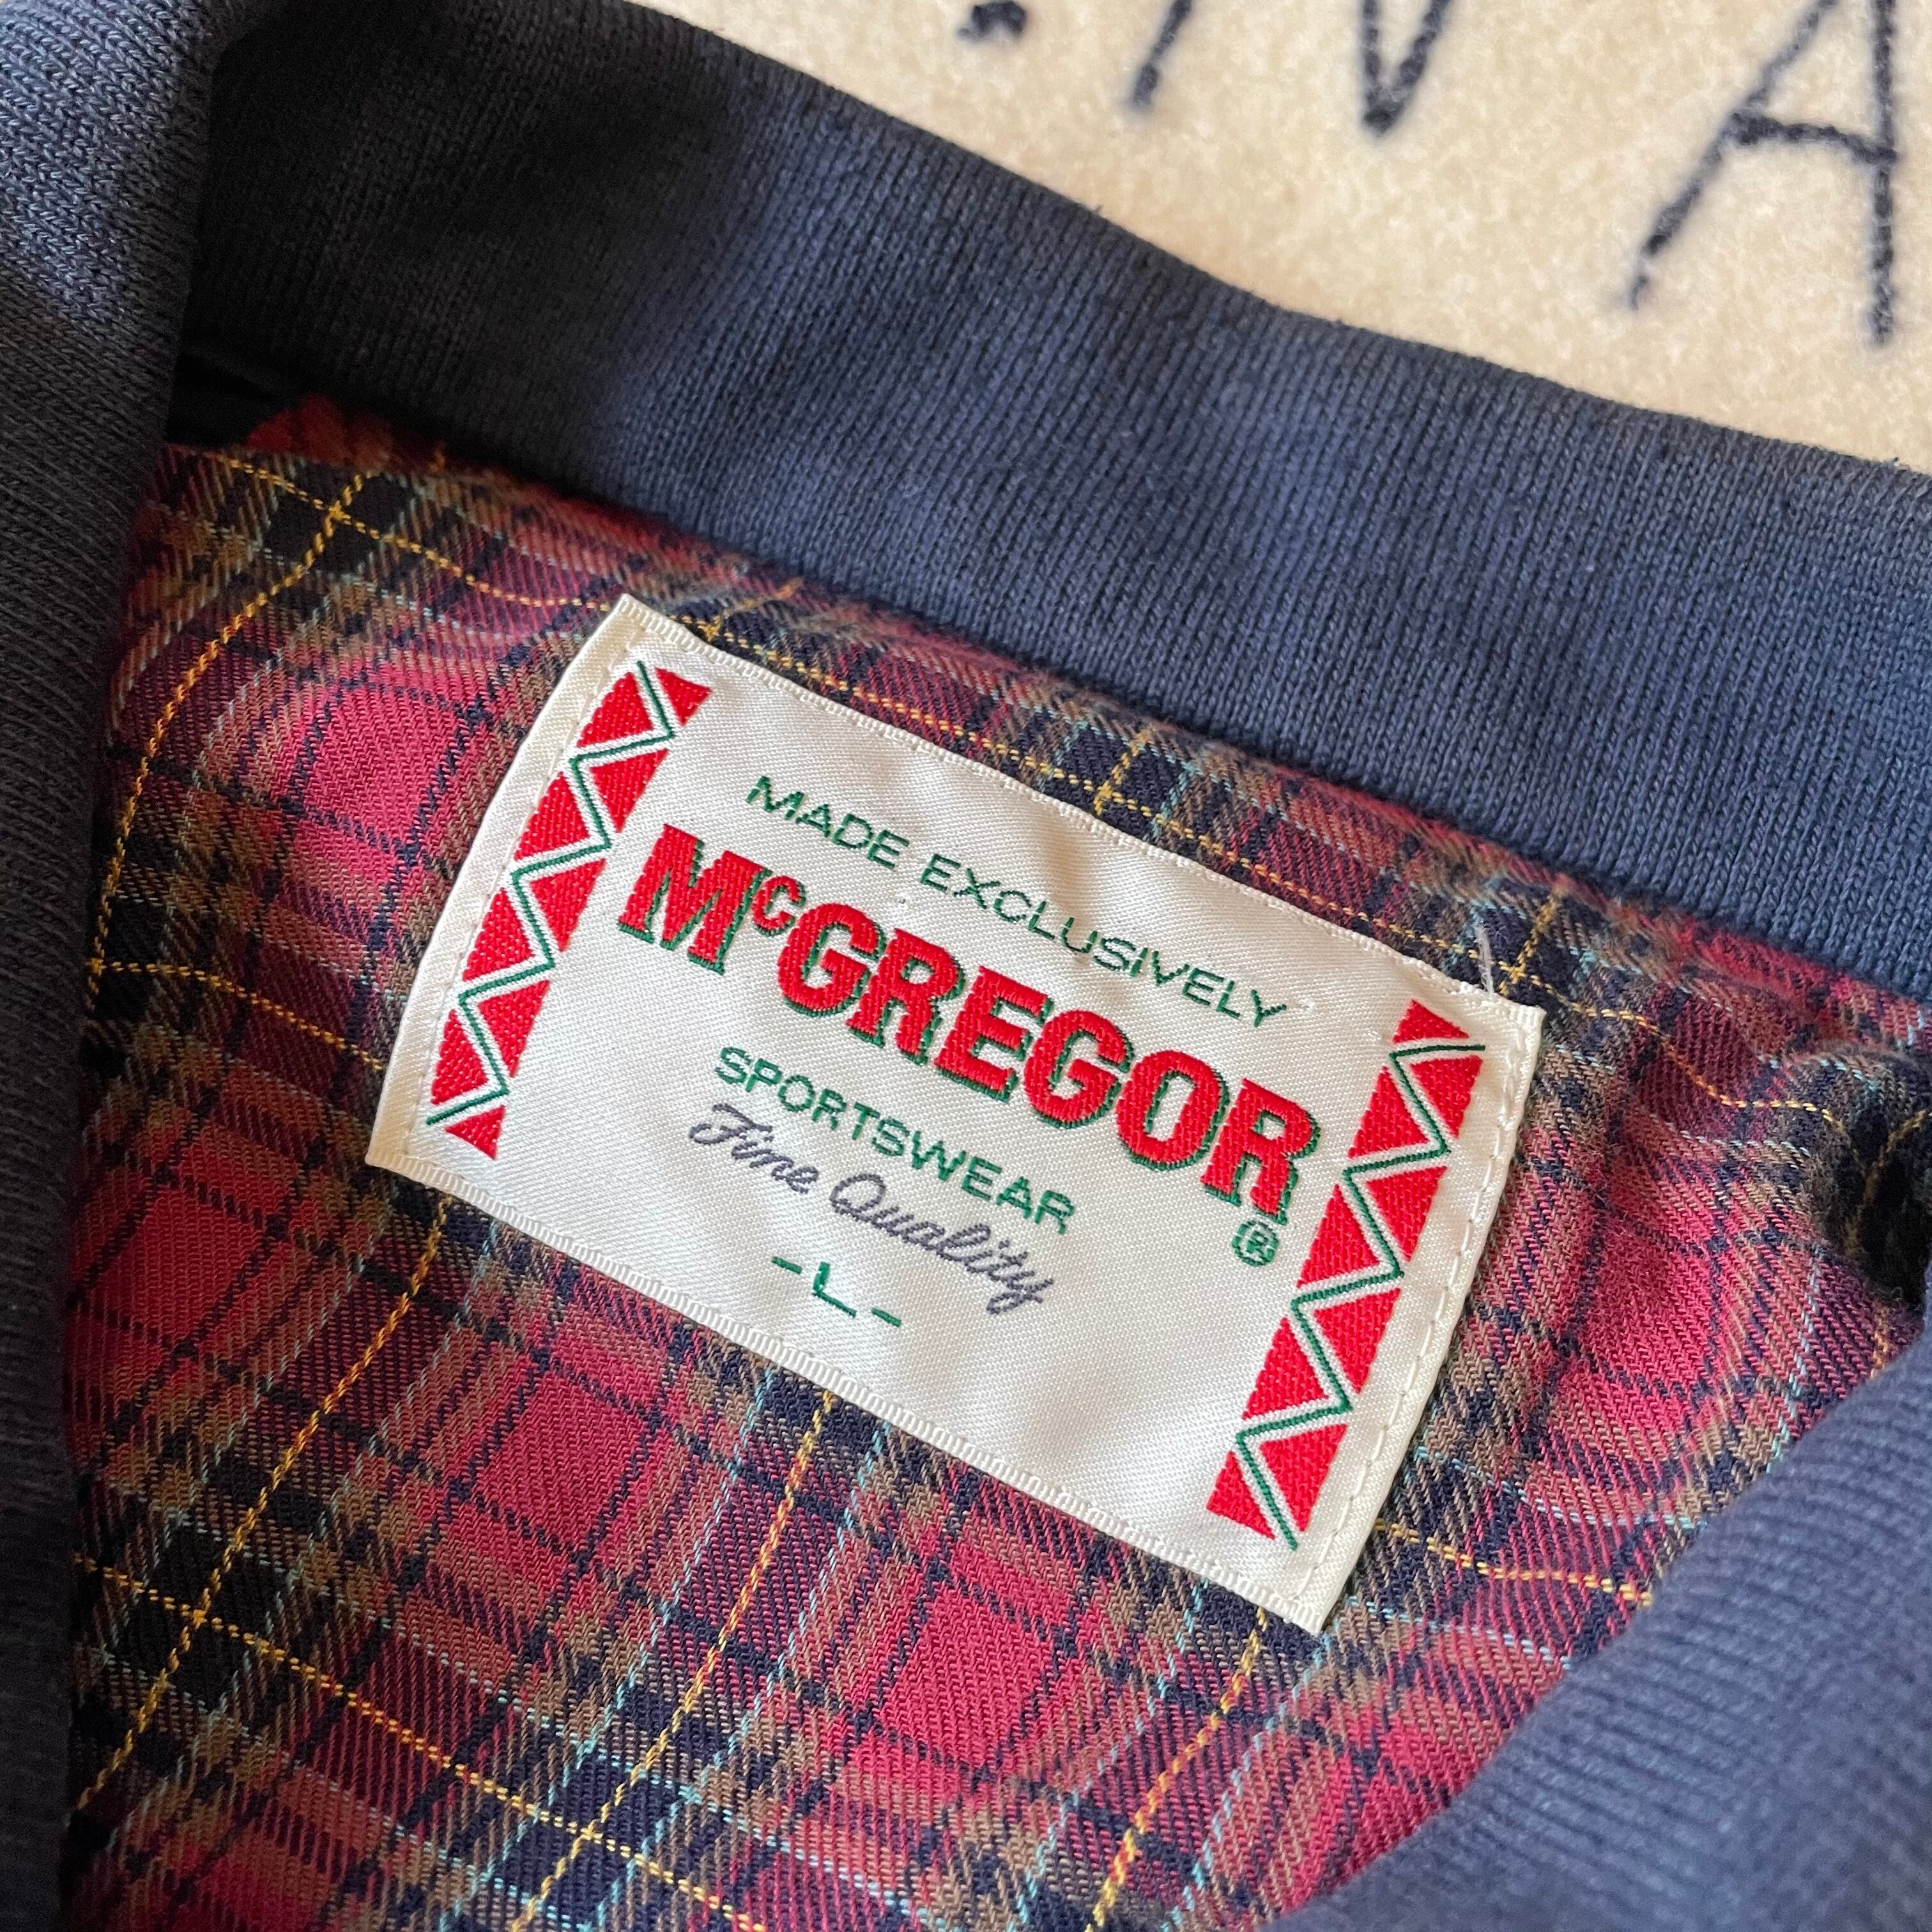 MADE EXCLUSIVELY
McGREGOR®
SPORTSWEAR
Fine Quality
-L-